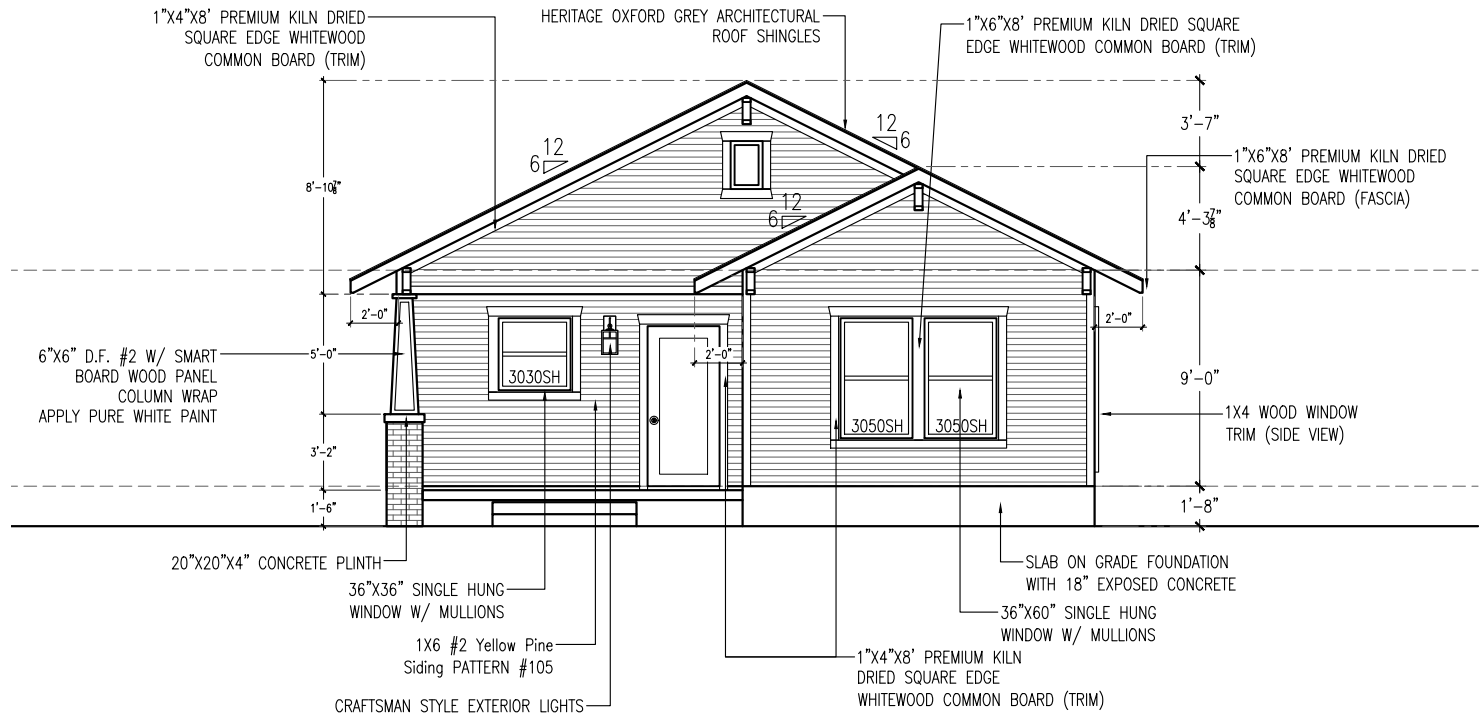 1"X4"X8' PREMIUM KILN DRIED
SQUARE EDGE WHITEWOOD
COMMON BOARD (TRIM)
HERITAGE OXFORD GREY ARCHITECTURAL
ROOF SHINGLES
1"X6"X8' PREMIUM KILN DRIED SQUARE
EDGE WHITEWOOD COMMON BOARD (TRIM)
12
6
12
6
12
6
3'-7"
4'-3⅞"
9'-0"
1'-8"
1"X6"X8' PREMIUM KILN DRIED
SQUARE EDGE WHITEWOOD
COMMON BOARD (FASCIA)
8'-10⅞"
5'-0"
3'-2"
1'-6"
2'-0"
2'-0"
2'-0"
6"X6" D.F. #2 W/ SMART
BOARD WOOD PANEL
COLUMN WRAP
APPLY PURE WHITE PAINT
3030SH
3050SH
3050SH
1X4 WOOD WINDOW
TRIM (SIDE VIEW)
20"X20"X4" CONCRETE PLINTH
36"X36" SINGLE HUNG
WINDOW W/ MULLIONS
1X6 #2 Yellow Pine
Siding PATTERN #105
CRAFTSMAN STYLE EXTERIOR LIGHTS
SLAB ON GRADE FOUNDATION
WITH 18" EXPOSED CONCRETE
36"X60" SINGLE HUNG
WINDOW W/ MULLIONS
1"X4"X8' PREMIUM KILN
DRIED SQUARE EDGE
WHITEWOOD COMMON BOARD (TRIM)